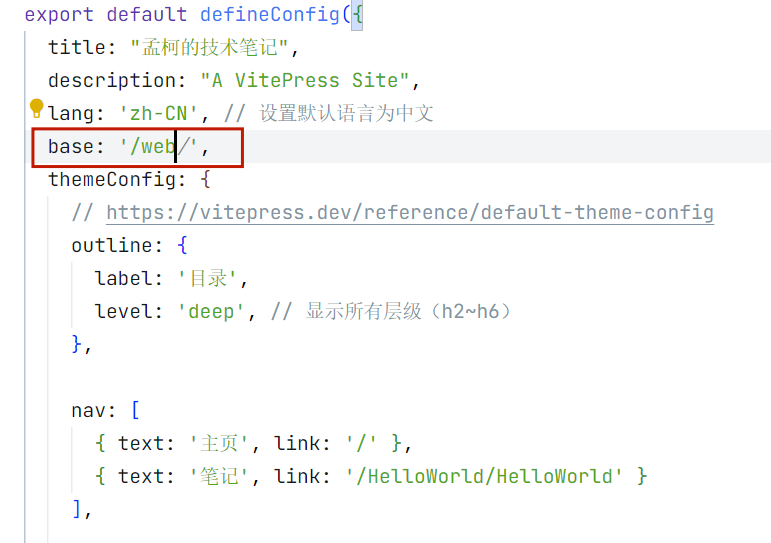 export default defineConfig({
title: "孟柯的技术笔记",
description: "A VitePress Site",
lang: 'zh-CN', // 设置默认语言为中文
base: '/web/',
themeConfig: {
// https://vitepress.dev/reference/default-theme-config
outline: {
label: '目录',
level: 'deep', // 显示所有层级（h2~h6）
},
nav: [
{ text: '主页', link: '/' },
{ text: '笔记', link: '/HelloWorld/HelloWorld' }
],